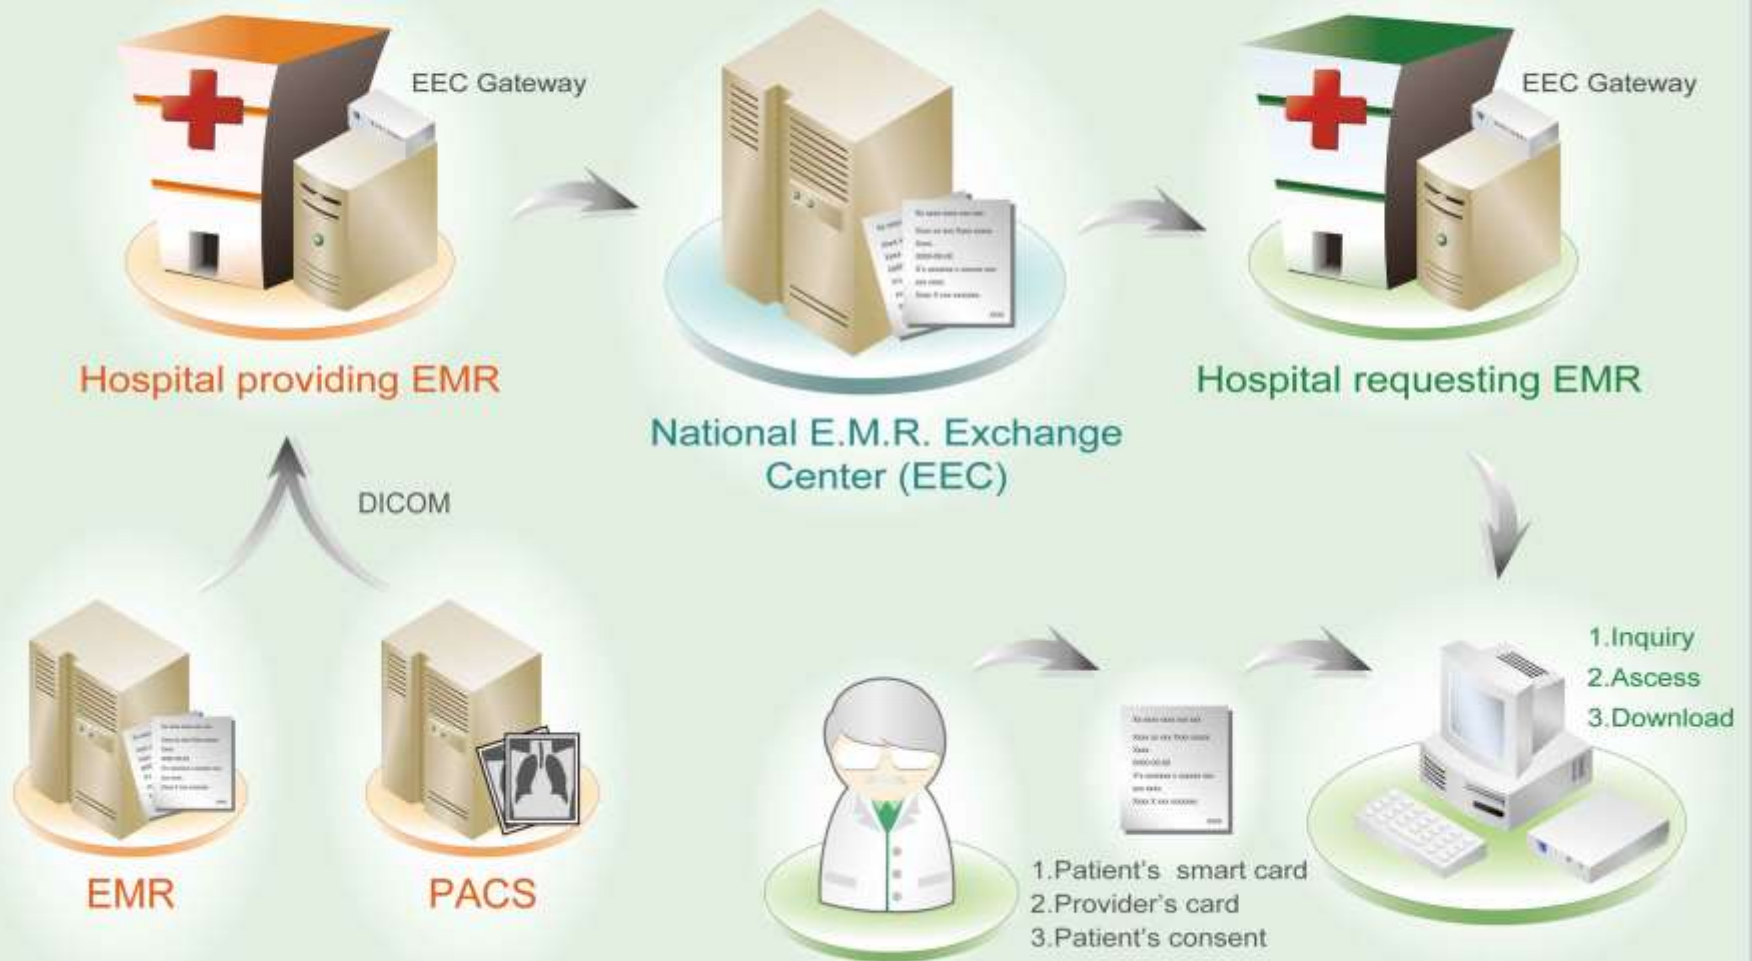 EEC Gateway
EEC Gateway
Hospital providing EMR
National E.M.R. Exchange
Center (EEC)
Hospital requesting EMR
DICOM
EMR
PACS
1.Patient's smart card
2.Provider's card
3.Patient's consent
1.Inquiry
2.Ascess
3.Download